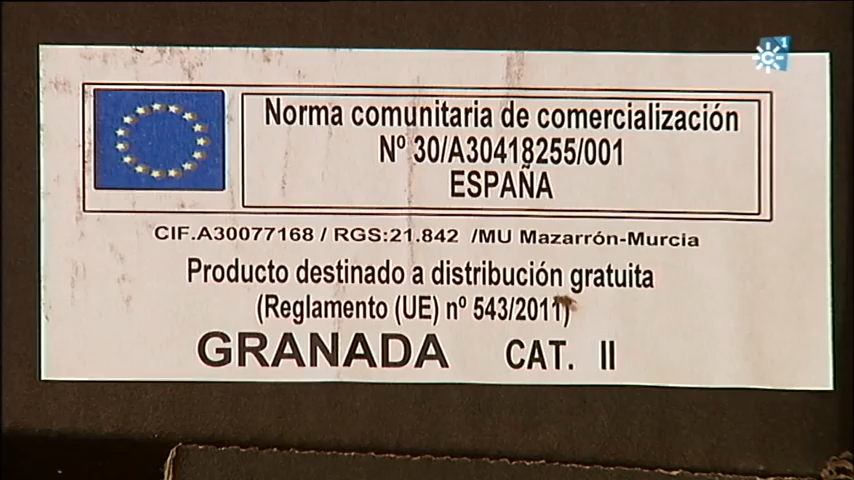 Norma comunitaria de comercialización
Nº 30/A30418255/001
ESPAÑA
CIF.A30077168 / RGS:21.842 /MU Mazarrón-Murcia
Producto destinado a distribución gratuita
(Reglamento (UE) nº 543/2011)
GRANADA CAT. II
1